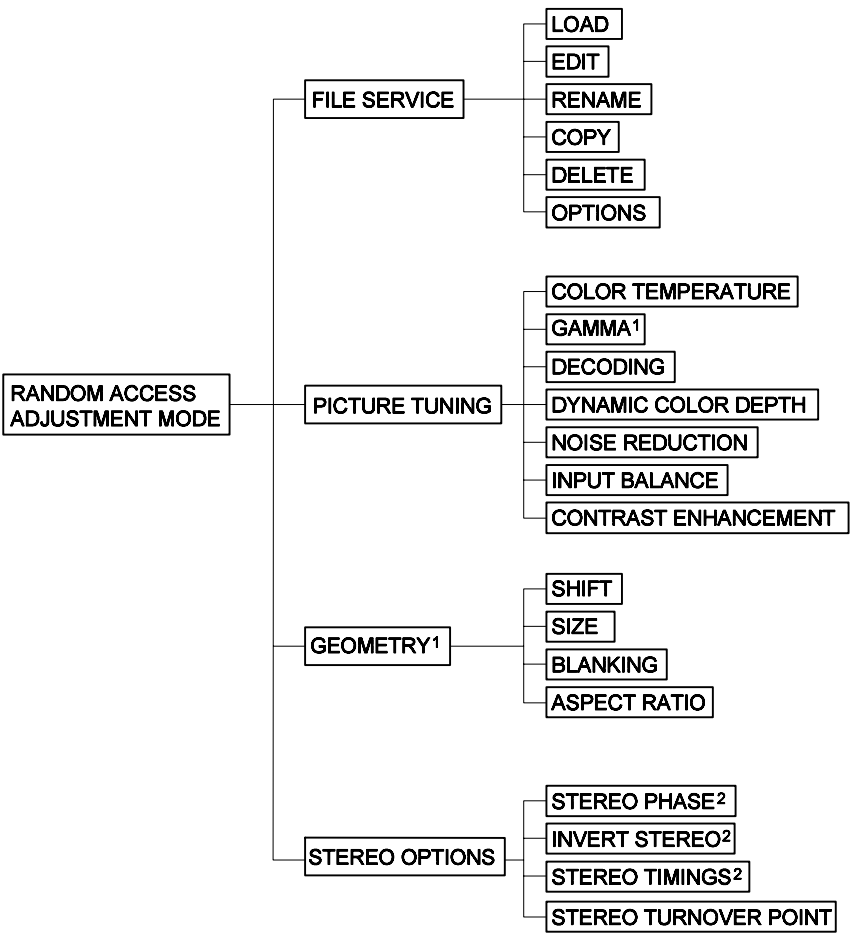 RANDOM ACCESS
ADJUSTMENT MODE
FILE SERVICE
LOAD
EDIT
RENAME
COPY
DELETE
OPTIONS
PICTURE TUNING
COLOR TEMPERATURE
GAMMA¹
DECODING
DYNAMIC COLOR DEPTH
NOISE REDUCTION
INPUT BALANCE
CONTRAST ENHANCEMENT
GEOMETRY¹
SHIFT
SIZE
BLANKING
ASPECT RATIO
STEREO OPTIONS
STEREO PHASE²
INVERT STEREO²
STEREO TIMINGS²
STEREO TURNOVER POINT